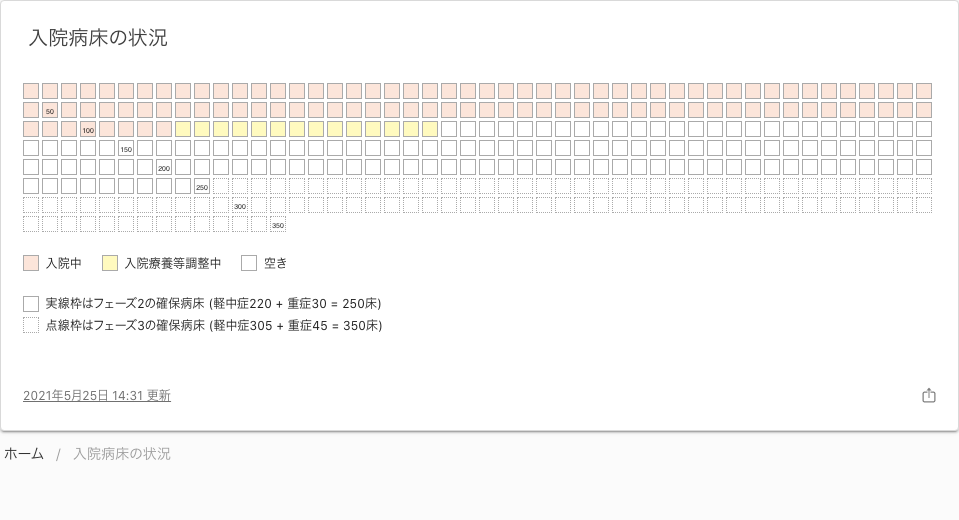 入院病床の状況
50
100
150
200
250
300
350
入院中 入院療養等調整中 空き
実線枠はフェーズ2の確保病床 (軽中症220 + 重症30 = 250床)
点線枠はフェーズ3の確保病床 (軽中症305 + 重症45 = 350床)
2021年5月25日 14:31 更新
ホーム / 入院病床の状況